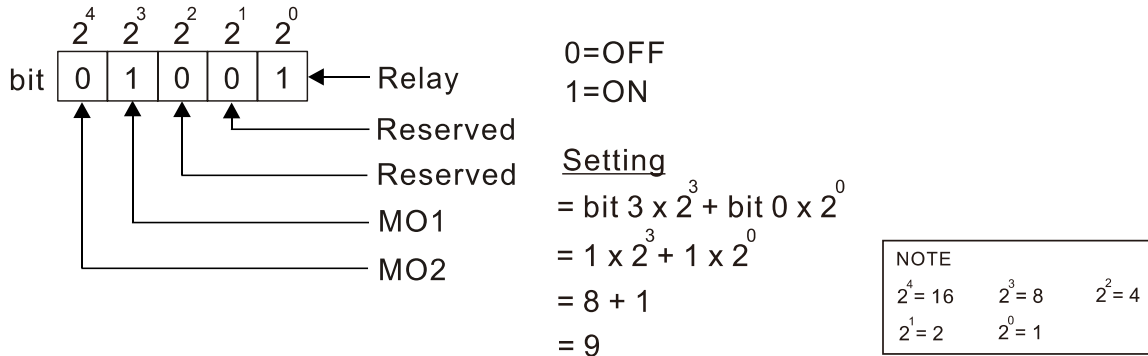 2⁴ 2³ 2² 2¹ 2⁰
bit 0 1 0 0 1 Relay
Reserved
Reserved
MO1
MO2
0=OFF
1=ON
Setting
= bit 3 x 2³ + bit 0 x 2⁰
= 1 x 2³ + 1 x 2⁰
= 8 + 1
= 9
NOTE
2⁴ = 16 2³ = 8 2² = 4
2¹ = 2 2⁰ = 1